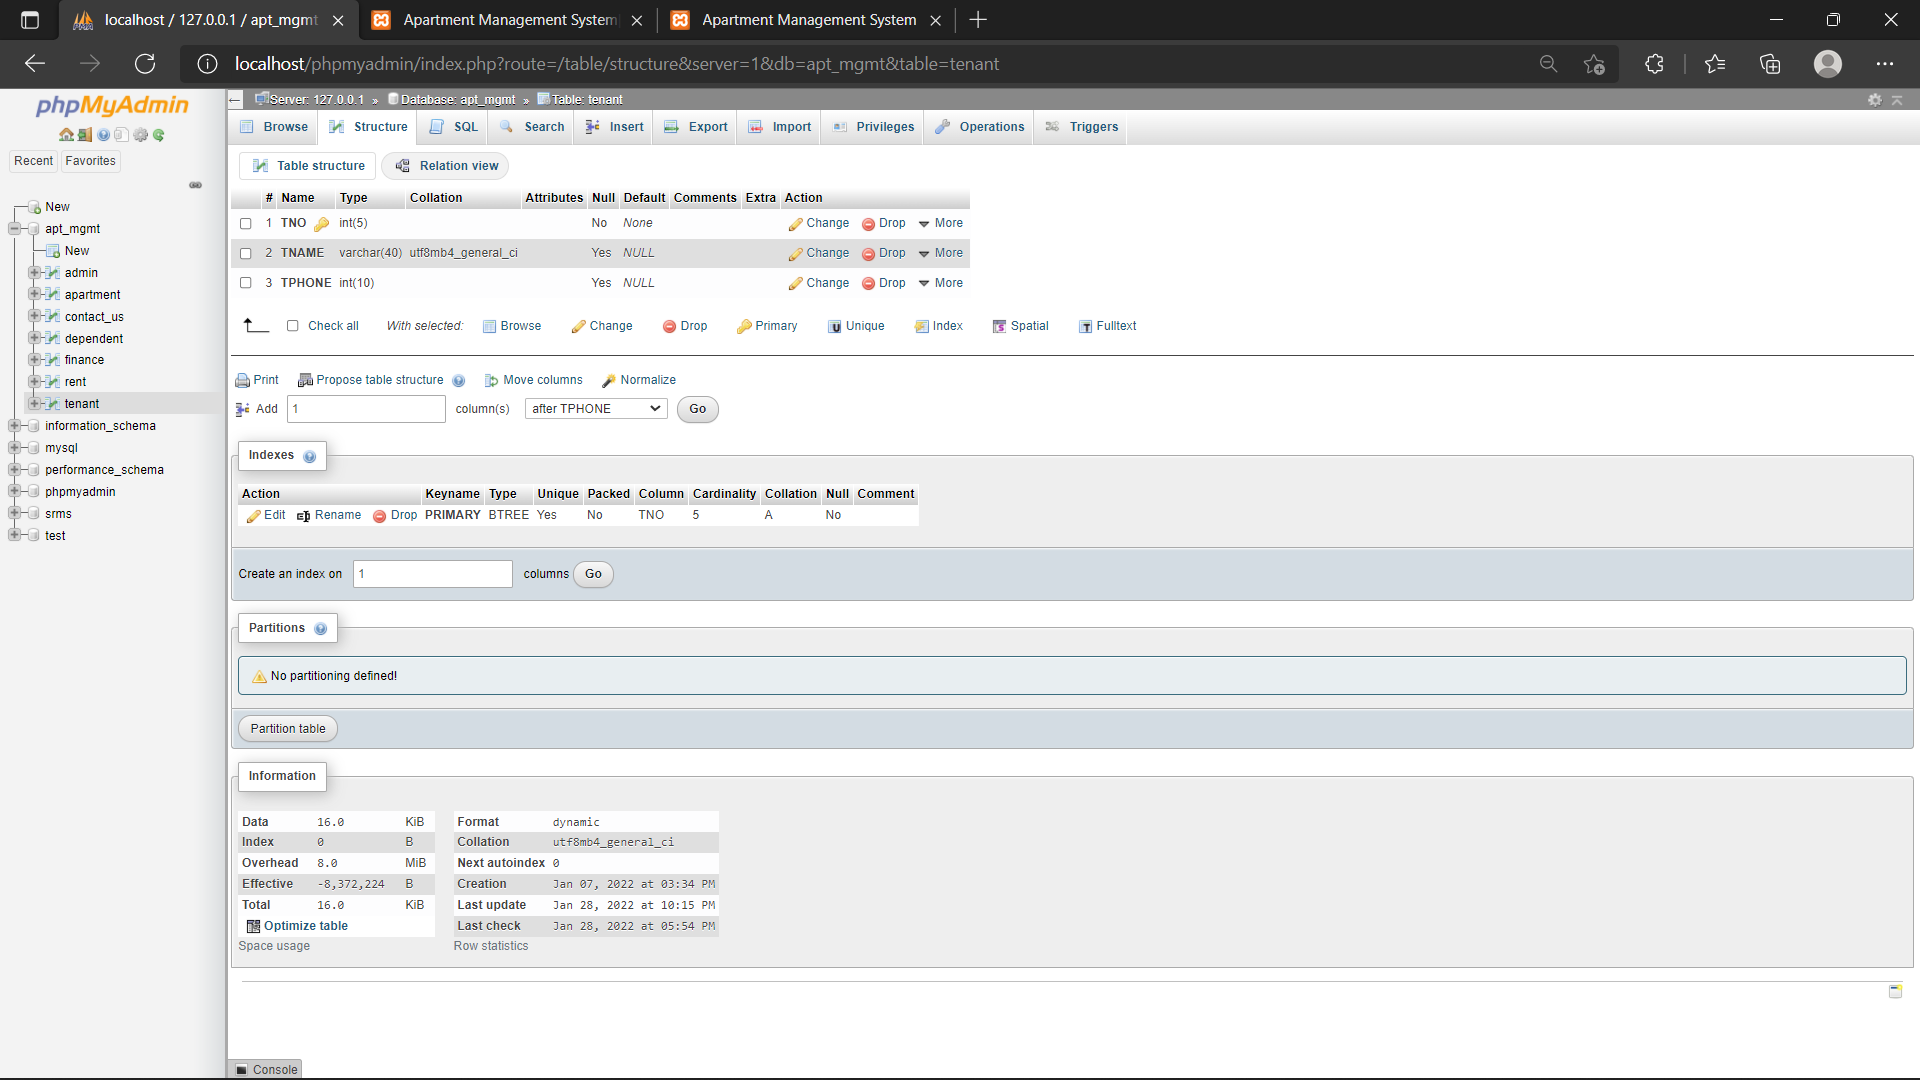 localhost / 127.0.0.1 / apt_mgmt
Apartment Management System
Apartment Management System
localhost/phpmyadmin/index.php?route=/table/structure&server=1&db=apt_mgmt&table=tenant
phpMyAdmin
Recent Favorites
New
apt_mgmt
New
admin
apartment
contact_us
dependent
finance
rent
tenant
information_schema
mysql
performance_schema
phpmyadmin
srms
test
Server: 127.0.0.1 » Database: apt_mgmt » Table: tenant
Browse Structure SQL Search Insert Export Import Privileges Operations Triggers
Table structure Relation view
# Name Type Collation Attributes Null Default Comments Extra Action
1 TNO int(5) No None Change Drop More
2 TNAME varchar(40) utf8mb4_general_ci Yes NULL Change Drop More
3 TPHONE int(10) Yes NULL Change Drop More
Check all With selected: Browse Change Drop Primary Unique Index Spatial Fulltext
Print Propose table structure Move columns Normalize
Add 1 column(s) after TPHONE Go
Indexes
Action Keyname Type Unique Packed Column Cardinality Collation Null Comment
Edit Rename Drop PRIMARY BTREE Yes No TNO 5 A No
Create an index on 1 columns Go
Partitions
No partitioning defined!
Partition table
Information
Data 16.0 KiB
Index 0 B
Overhead 8.0 MiB
Effective -8,372,224 B
Total 16.0 KiB
Optimize table
Space usage
Format dynamic
Collation utf8mb4_general_ci
Next autoindex 0
Creation Jan 07, 2022 at 03:34 PM
Last update Jan 28, 2022 at 10:15 PM
Last check Jan 28, 2022 at 05:54 PM
Row statistics
Console